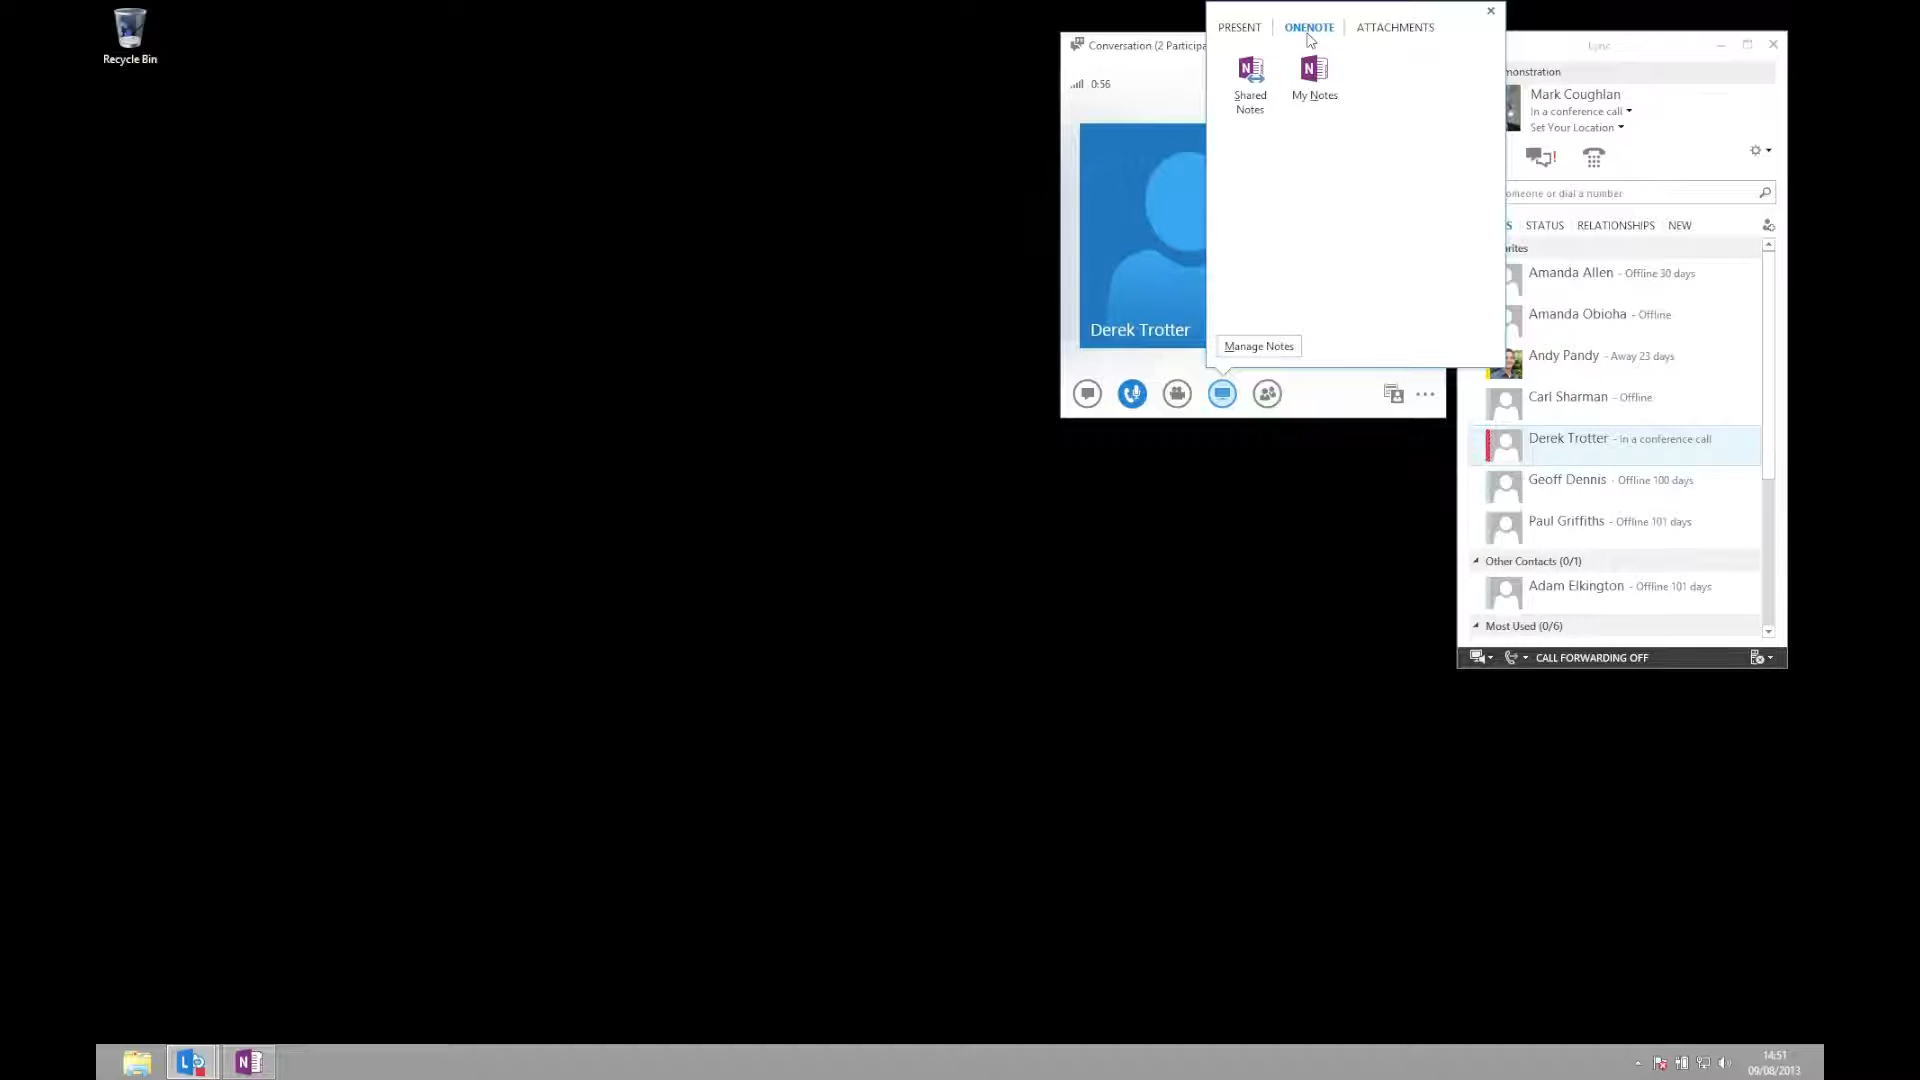 Recycle Bin
Conversation (2 Participa
0:56
Derek Trotter
PRESENT
ONENOTE
ATTACHMENTS
Shared
Notes
My Notes
Manage Notes
Lync
monstration
Mark Coughlan
In a conference call
Set Your Location
omeone or dial a number
S
STATUS
RELATIONSHIPS
NEW
orites
Amanda Allen - Offline 30 days
Amanda Obioha - Offline
Andy Pandy - Away 23 days
Carl Sharman - Offline
Derek Trotter - In a conference call
Geoff Dennis - Offline 100 days
Paul Griffiths - Offline 101 days
Other Contacts (0/1)
Adam Elkington - Offline 101 days
Most Used (0/6)
CALL FORWARDING OFF
14:51
09/08/2013